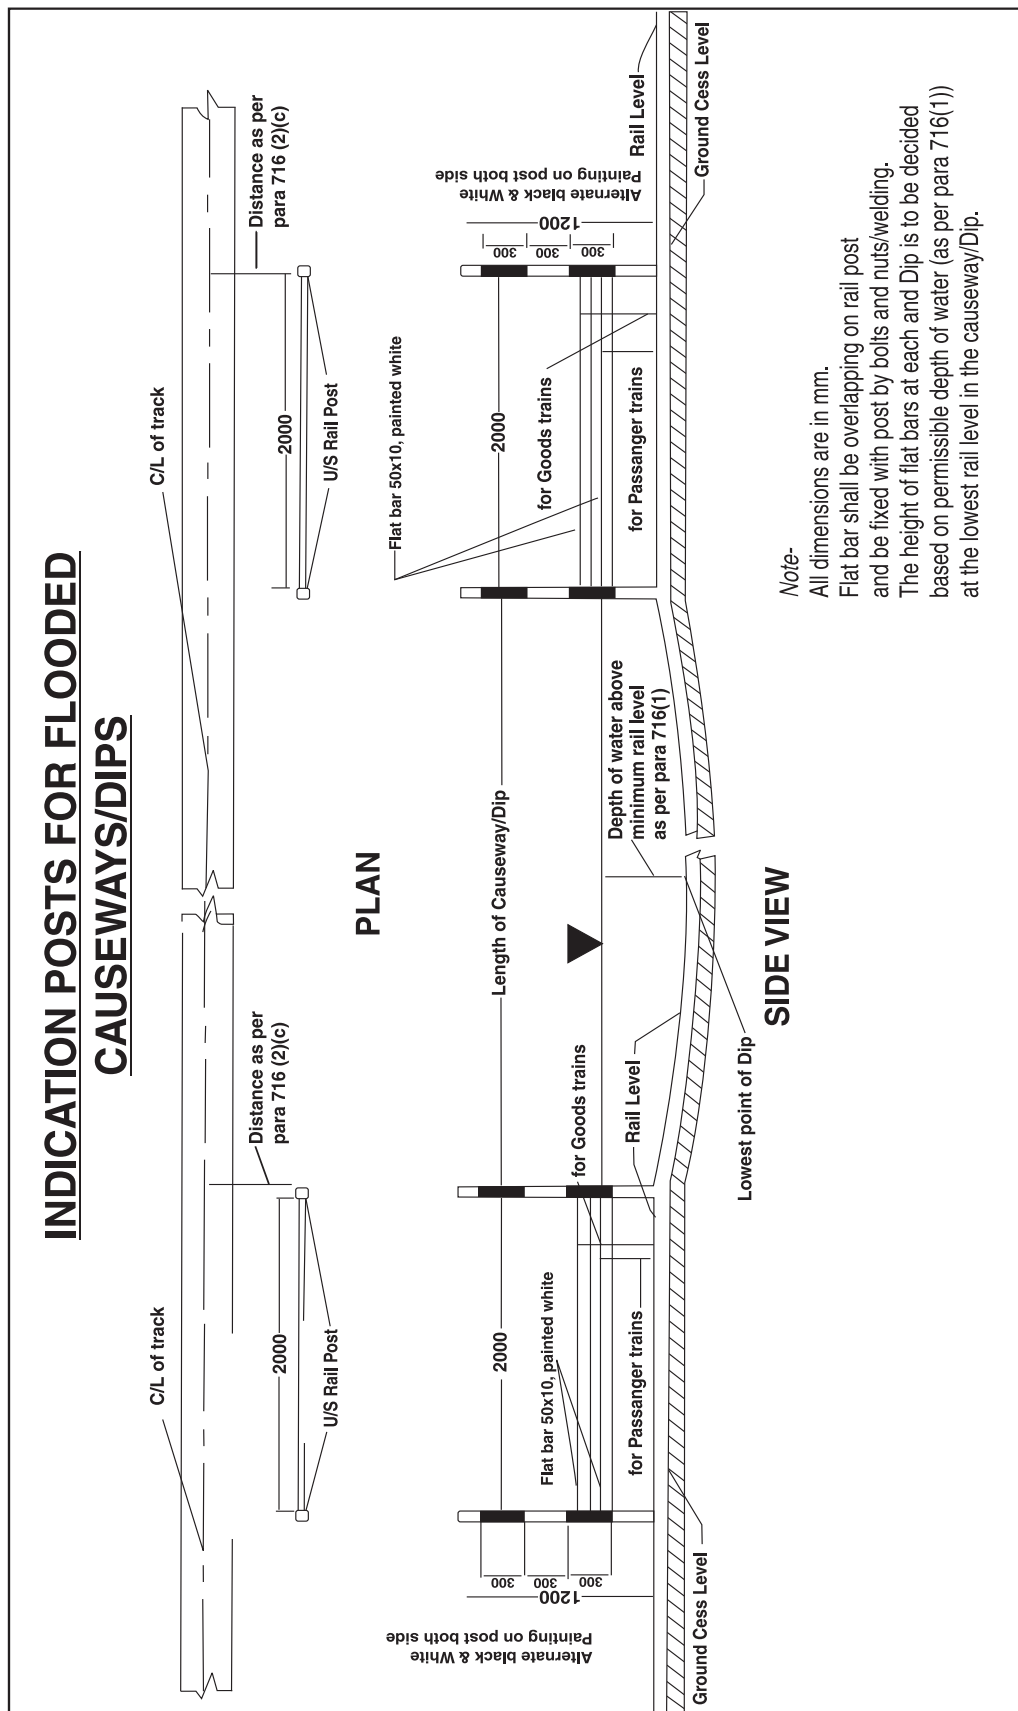 INDICATION POSTS FOR FLOODED
CAUSEWAYS/DIPS
C/L of track
C/L of track
Distance as per
para 716 (2)(c)
Distance as per
para 716 (2)(c)
2000
2000
U/S Rail Post
U/S Rail Post
PLAN
Alternate black & White
Painting on post both side
1200
300
300
300
2000
Flat bar 50x10, painted white
for Passanger trains
for Goods trains
Rail Level
Ground Cess Level
Length of Causeway/Dip
Lowest point of Dip
Depth of water above
minimum rail level
as per para 716(1)
Flat bar 50x10, painted white
2000
for Goods trains
for Passanger trains
300
300
300
1200
Alternate black & White
Painting on post both side
Rail Level
Ground Cess Level
SIDE VIEW
Note-
All dimensions are in mm.
Flat bar shall be overlapping on rail post
and be fixed with post by bolts and nuts/welding.
The height of flat bars at each and Dip is to be decided
based on permissible depth of water (as per para 716(1))
at the lowest rail level in the causeway/Dip.